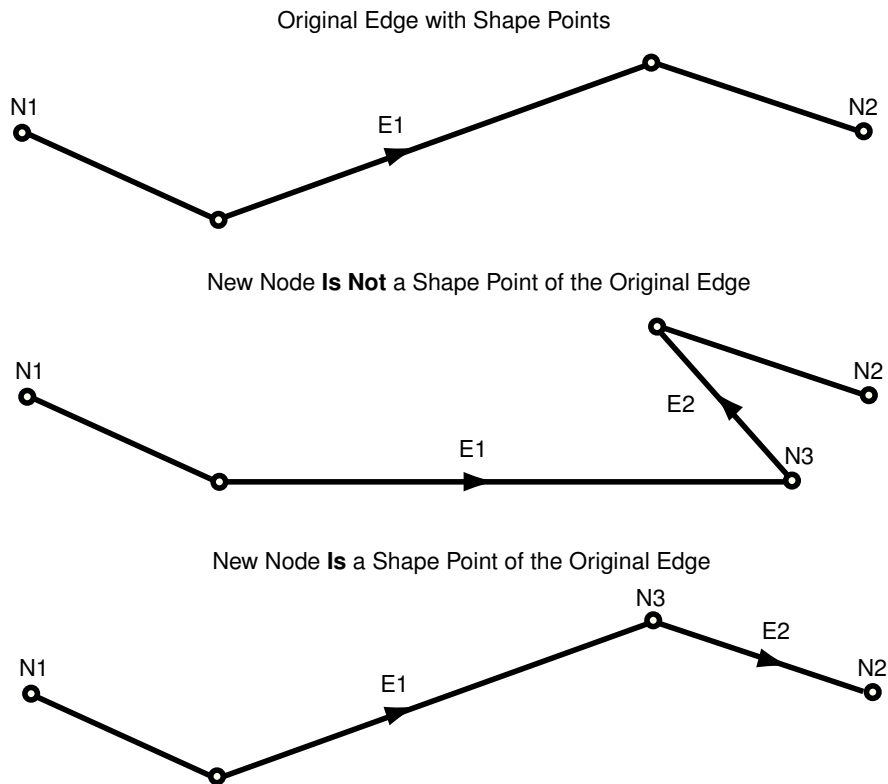 Original Edge with Shape Points
N1
E1
N2
New Node Is Not a Shape Point of the Original Edge
N1
N2
E2
E1
N3
New Node Is a Shape Point of the Original Edge
N3
E2
N1
N2
E1